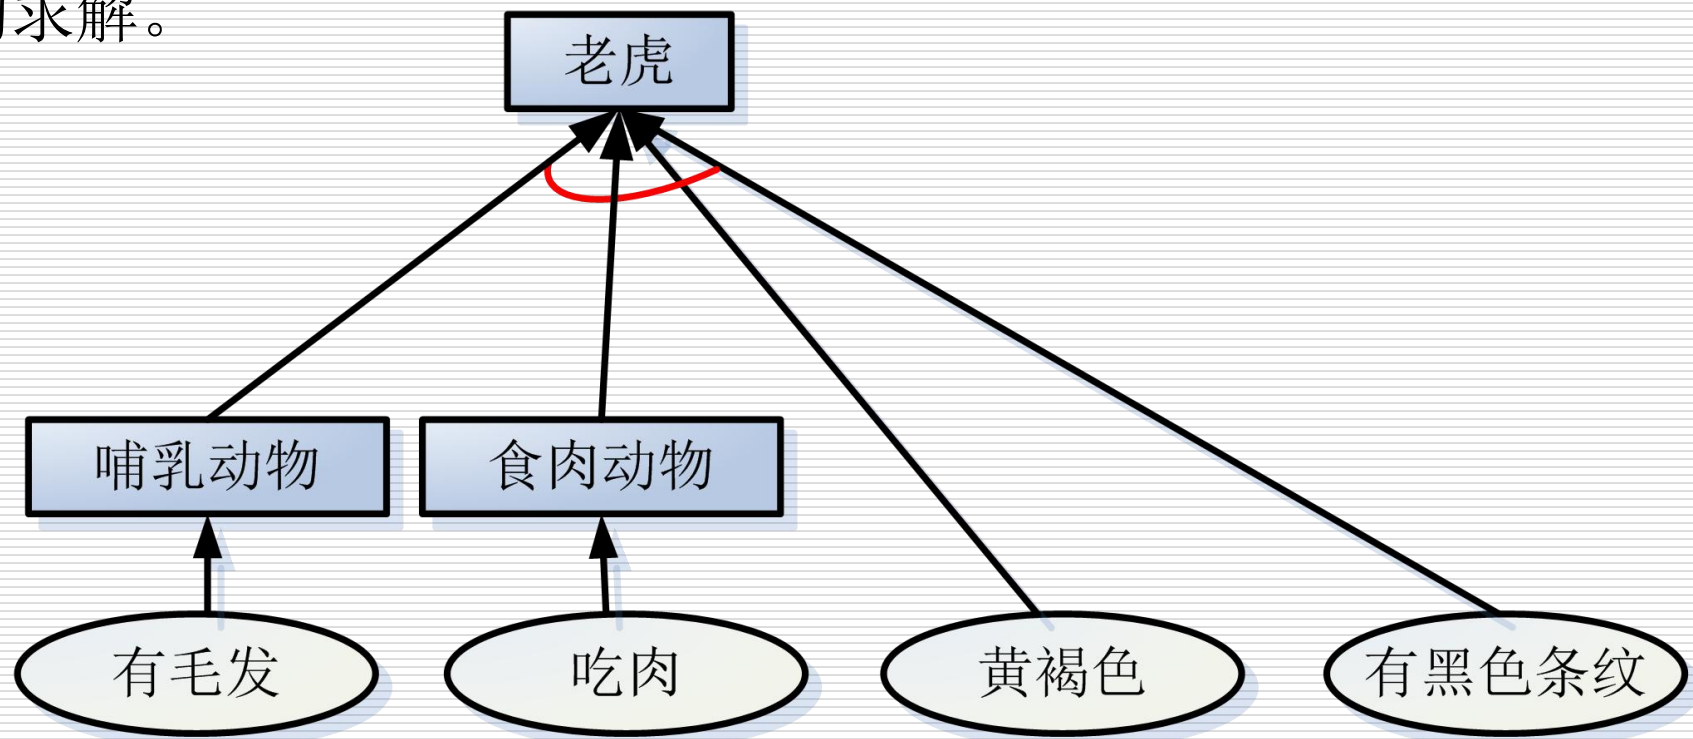 求解。
老虎
哺乳动物
食肉动物
有毛发
吃肉
黄褐色
有黑色条纹